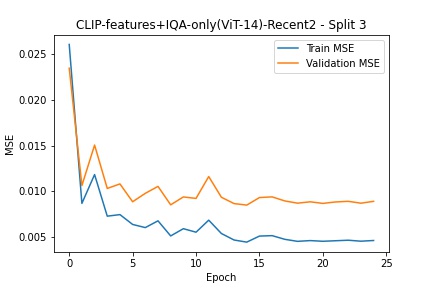 CLIP-features+IQA-only(ViT-14)-Recent2 - Split 3
Train MSE
Validation MSE
0.025
0.020
0.015
0.010
0.005
MSE
0
5
10
15
20
25
Epoch